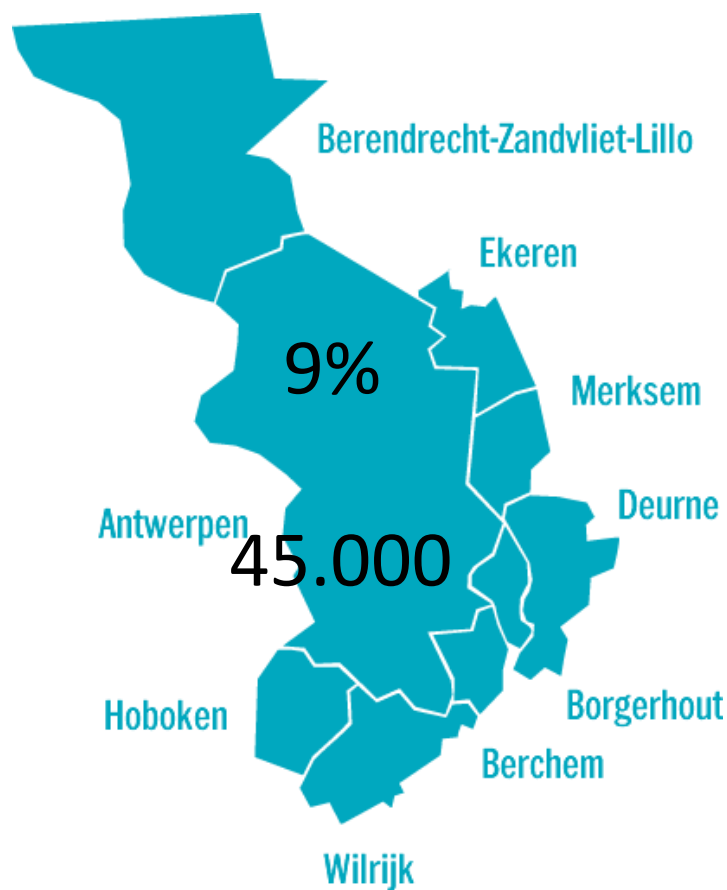 Berendrecht-Zandvliet-Lillo
Ekeren
9%
Merksem
Deurne
Antwerpen
45.000
Borgerhout
Hoboken
Berchem
Wilrijk